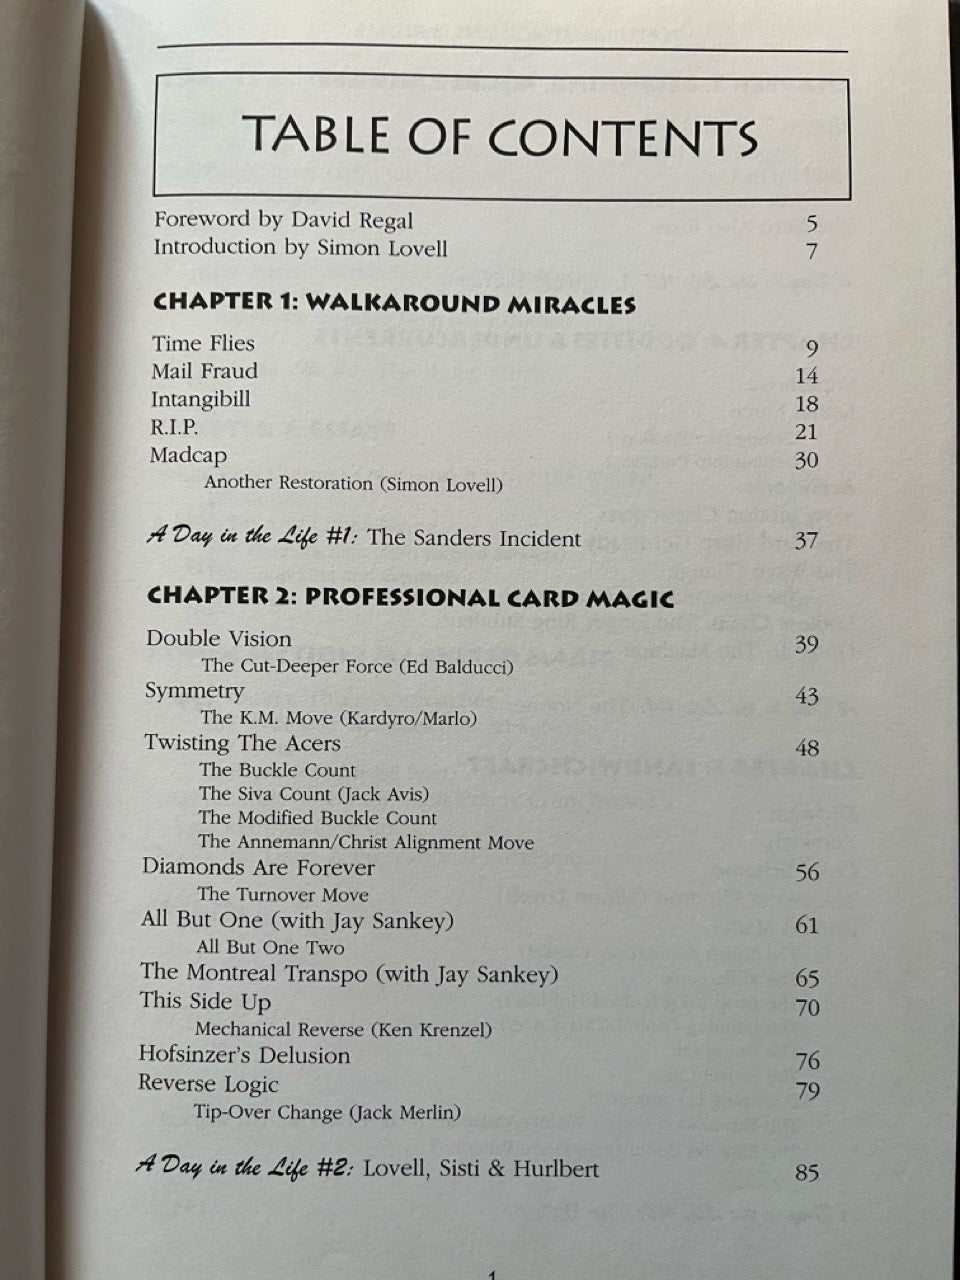 TABLE OF CONTENTS
Foreword by David Regal 5
Introduction by Simon Lovell 7
CHAPTER 1: WALKAROUND MIRACLES
Time Flies 9
Mail Fraud 14
Intangibill 18
R.I.P. 21
Madcap 30
Another Restoration (Simon Lovell)
A Day in the Life #1: The Sanders Incident 37
CHAPTER 2: PROFESSIONAL CARD MAGIC
Double Vision 39
The Cut-Deeper Force (Ed Balducci)
Symmetry 43
The K.M. Move (Kardyro/Marlo)
Twisting The Acers 48
The Buckle Count
The Siva Count (Jack Avis)
The Modified Buckle Count
The Annemann/Christ Alignment Move
Diamonds Are Forever 56
The Turnover Move
All But One (with Jay Sankey) 61
All But One Two
The Montreal Transpo (with Jay Sankey) 65
This Side Up 70
Mechanical Reverse (Ken Krenzel)
Hofsinzer's Delusion 76
Reverse Logic 79
Tip-Over Change (Jack Merlin)
A Day in the Life #2: Lovell, Sisti & Hurlbert 85
1